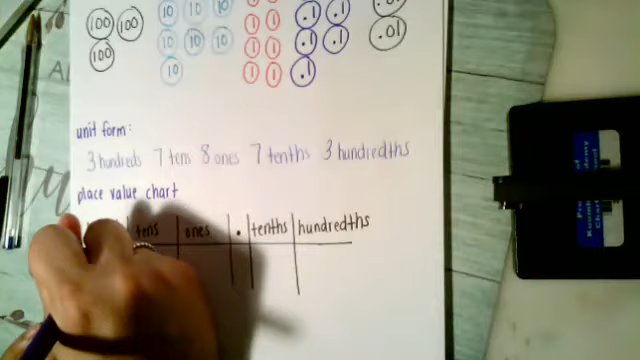 10 10 10 1 1 .1 .1 .01
100 100 10 10 10 1 1 .1 .1 .01
100 10 1 1 .1
unit form:
3 hundreds 7 tens 8 ones 7 tenths 3 hundredths
place value chart
tens ones . tenths hundredths